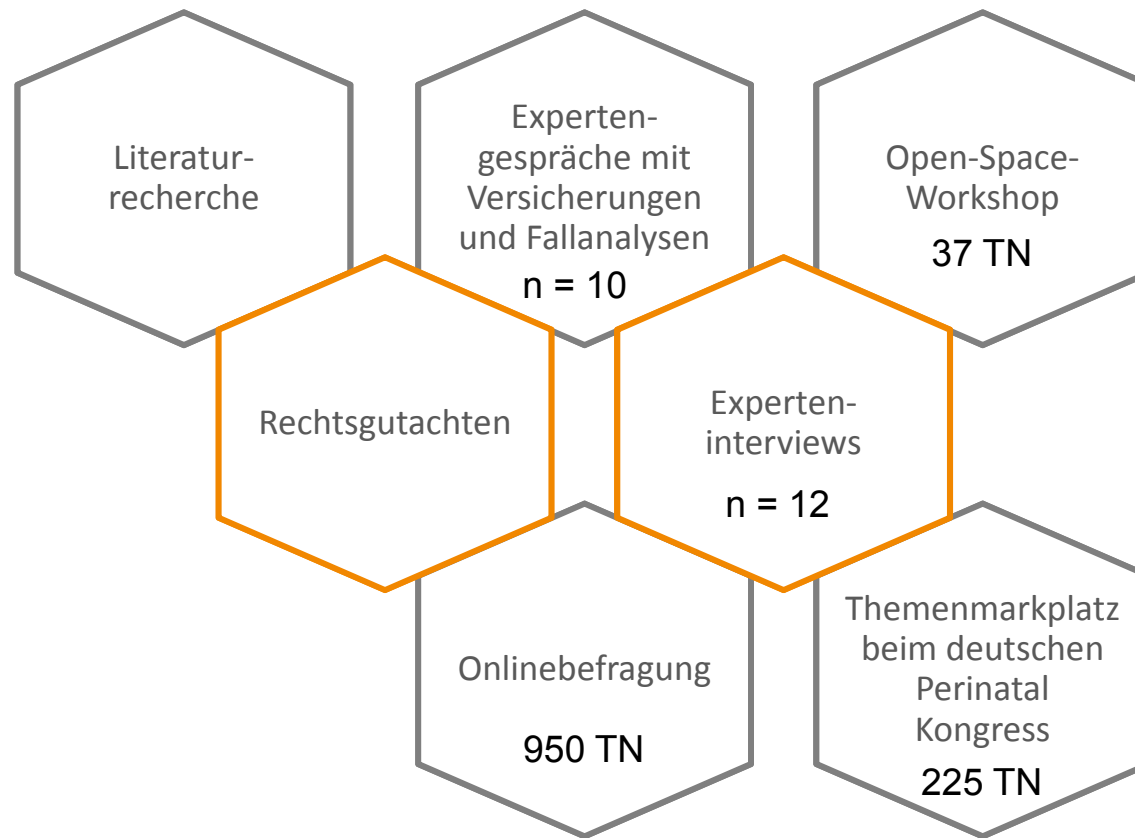 Literatur-
recherche
Experten-
gespräche mit
Versicherungen
und Fallanalysen
n = 10
Open-Space-
Workshop
37 TN
Rechtsgutachten
Experten-
interviews
n = 12
Onlinebefragung
950 TN
Themenmarkplatz
beim deutschen
Perinatal
Kongress
225 TN